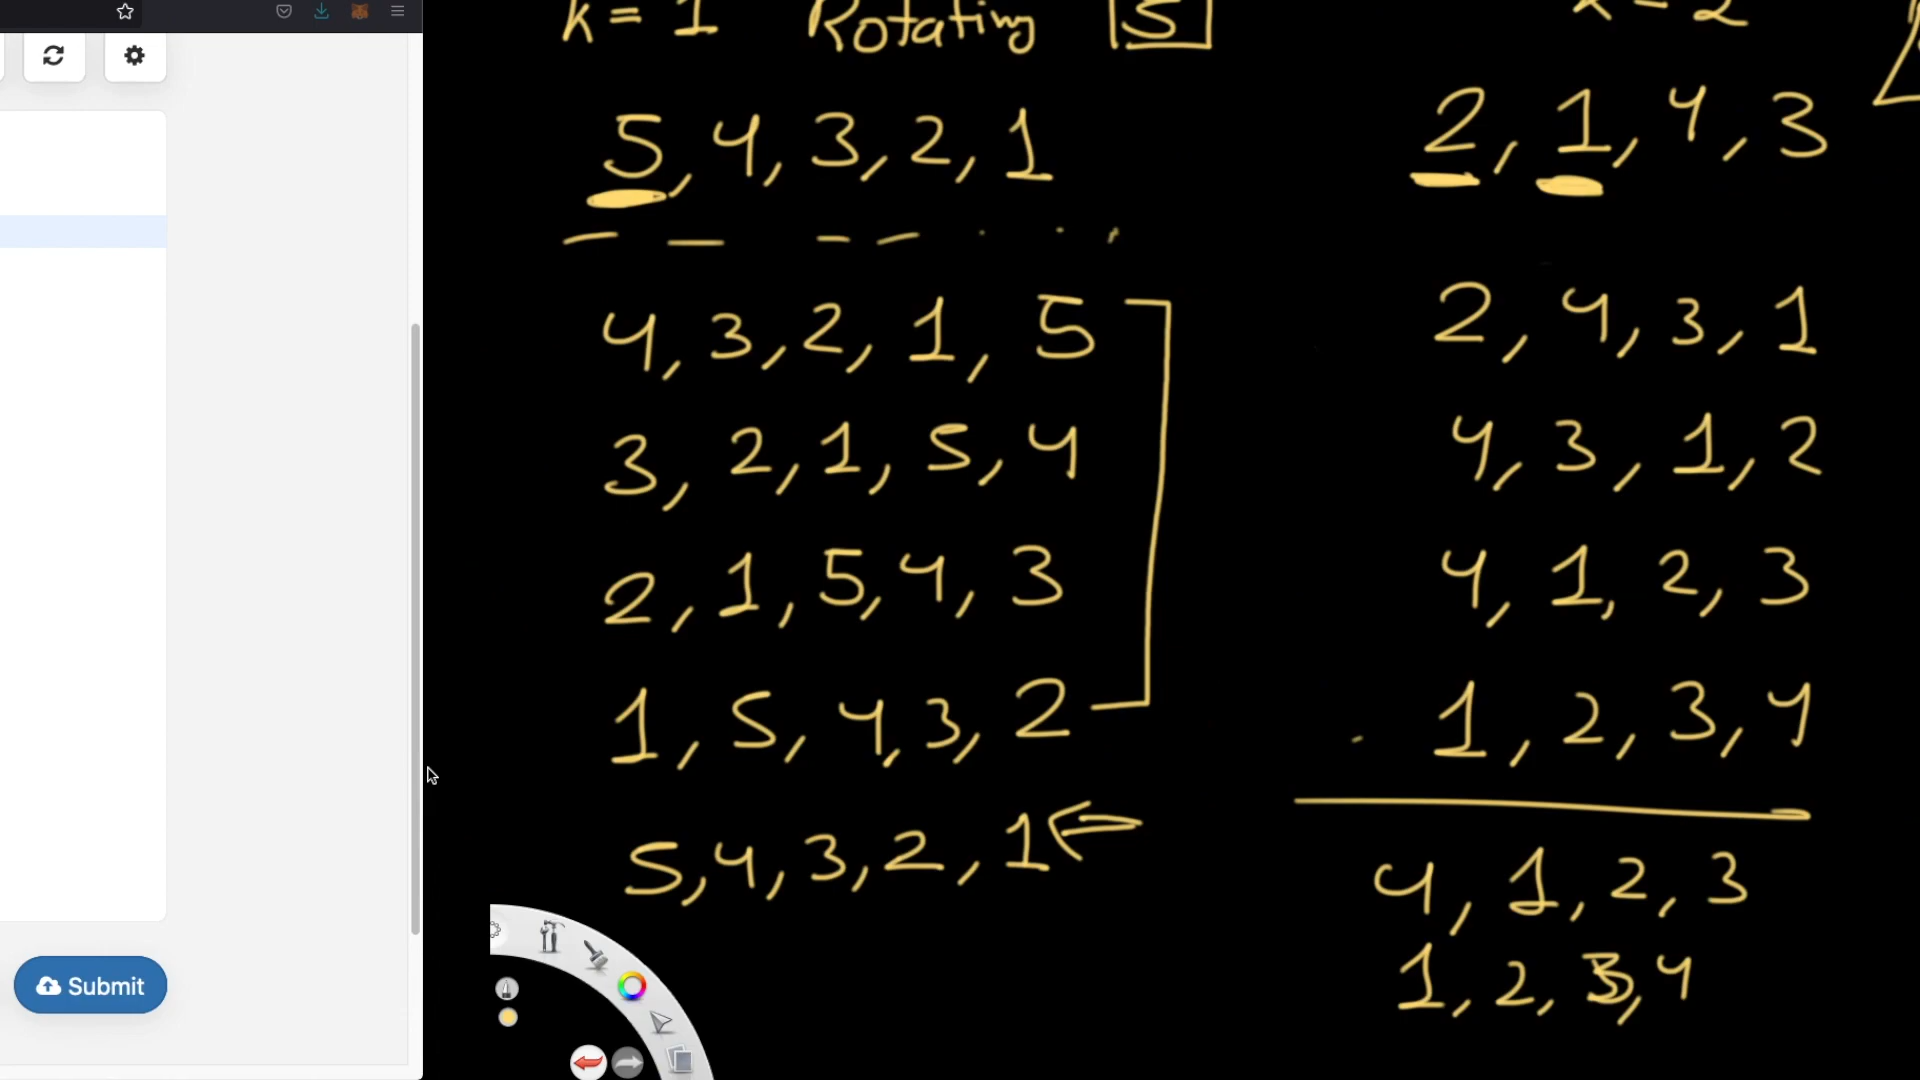 k = 1 Rotating 5
5, 4, 3, 2, 1
4, 3, 2, 1, 5
3, 2, 1, 5, 4
2, 1, 5, 4, 3
1, 5, 4, 3, 2
5, 4, 3, 2, 1
k = 2
2, 1, 4, 3
2, 4, 3, 1
4, 3, 1, 2
4, 1, 2, 3
1, 2, 3, 4
4, 1, 2, 3
1, 2, 3, 4
Submit